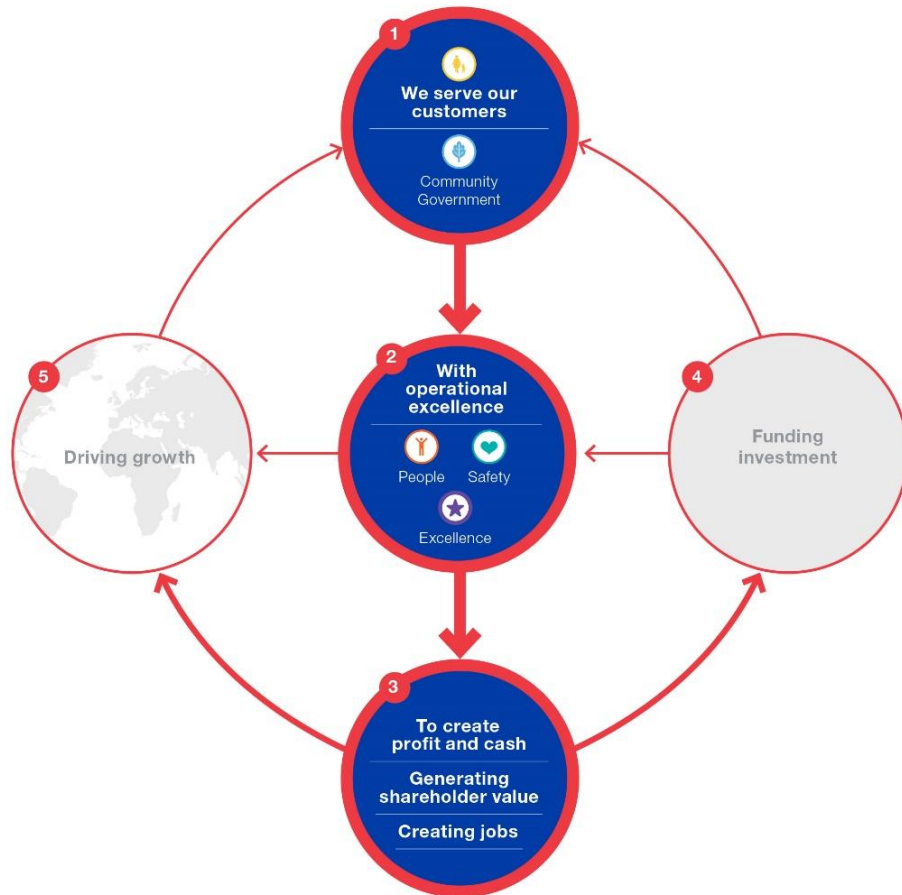 1
We serve our
customers
Community
Government
2
With
operational
excellence
People
Safety
Excellence
3
To create
profit and cash
Generating
shareholder value
Creating jobs
4
Funding
investment
5
Driving growth